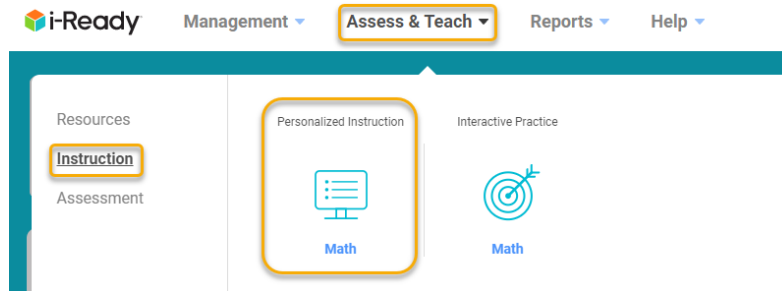 i-Ready Management Assess & Teach Reports Help
Resources
Instruction
Assessment
Personalized Instruction
Math
Interactive Practice
Math